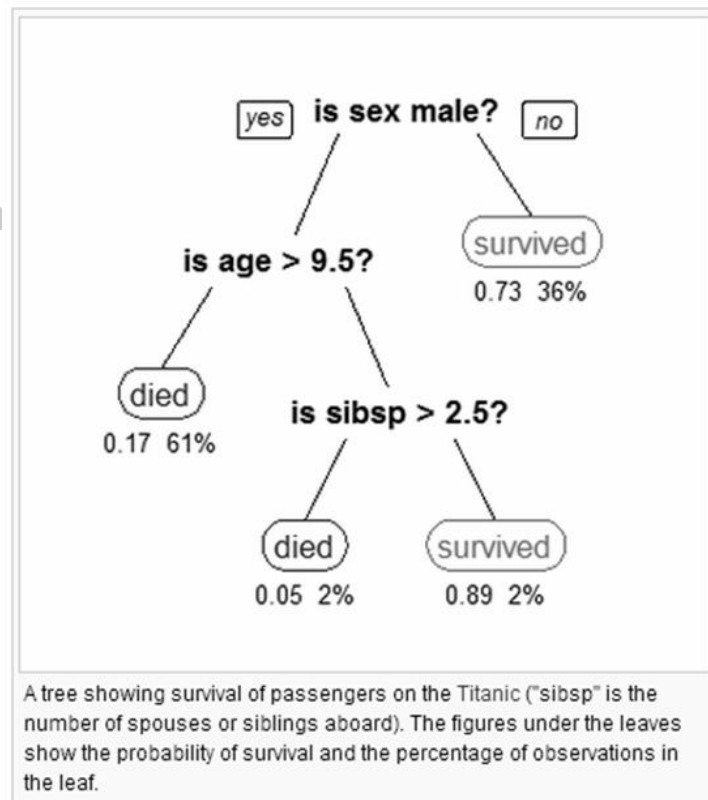 yes is sex male? no
is age > 9.5?
survived
0.73 36%
died
0.17 61%
is sibsp > 2.5?
died survived
0.05 2% 0.89 2%
A tree showing survival of passengers on the Titanic ("sibsp" is the
number of spouses or siblings aboard). The figures under the leaves
show the probability of survival and the percentage of observations in
the leaf.